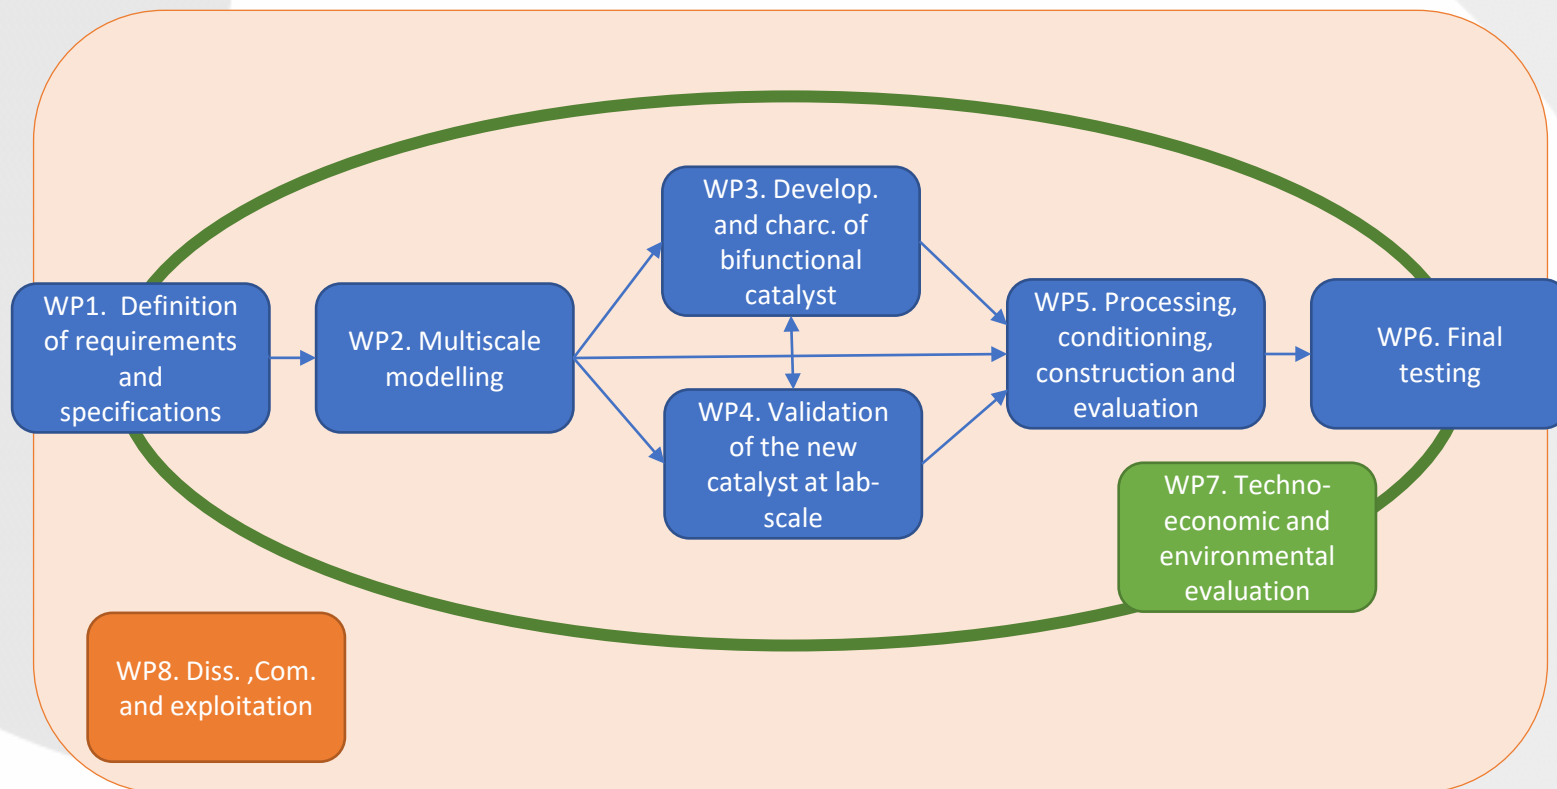 WP3. Develop.
and charc. of
bifunctional
catalyst
WP1.  Definition
of requirements
and
specifications
WP2. Multiscale
modelling
WP5. Processing,
conditioning,
construction and
evaluation
WP6. Final
testing
WP4. Validation
of the new
catalyst at lab-
scale
WP7. Techno-
economic and
environmental
evaluation
WP8. Diss. ,Com.
and exploitation